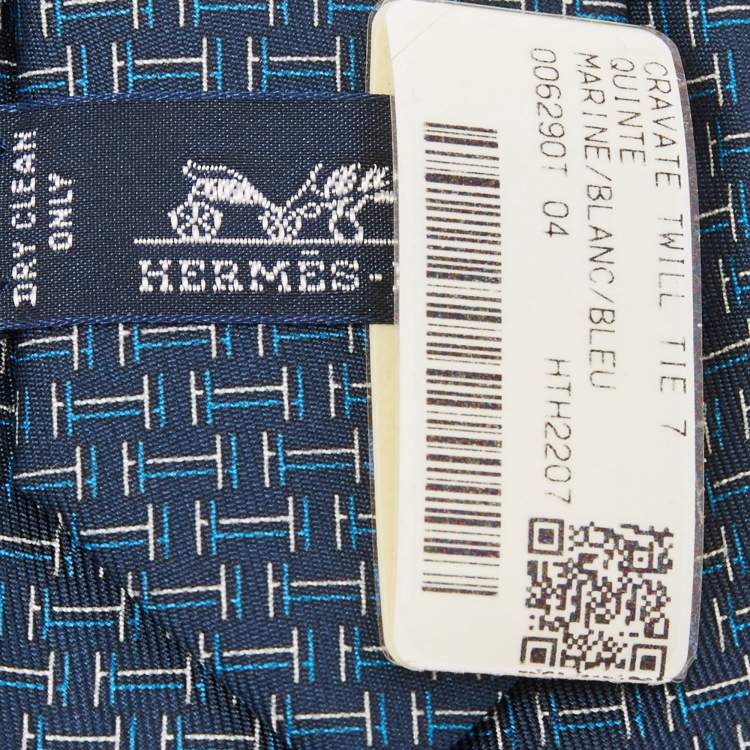 DRY CLEAN
ONLY
HERMÈS-
CRAVATE TWILL TIE 7
QUINTE
MARINE/BLANC/BLEU
006290T 04
HTH2207